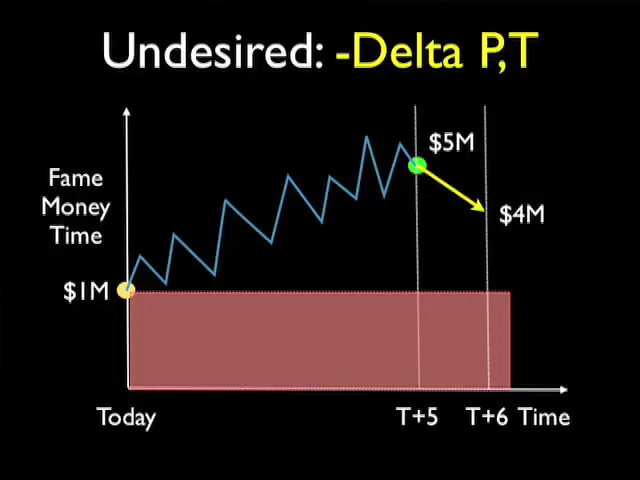 Undesired: -Delta P,T
$5M
Fame
Money
Time
$4M
$1M
Today
T+5
T+6
Time